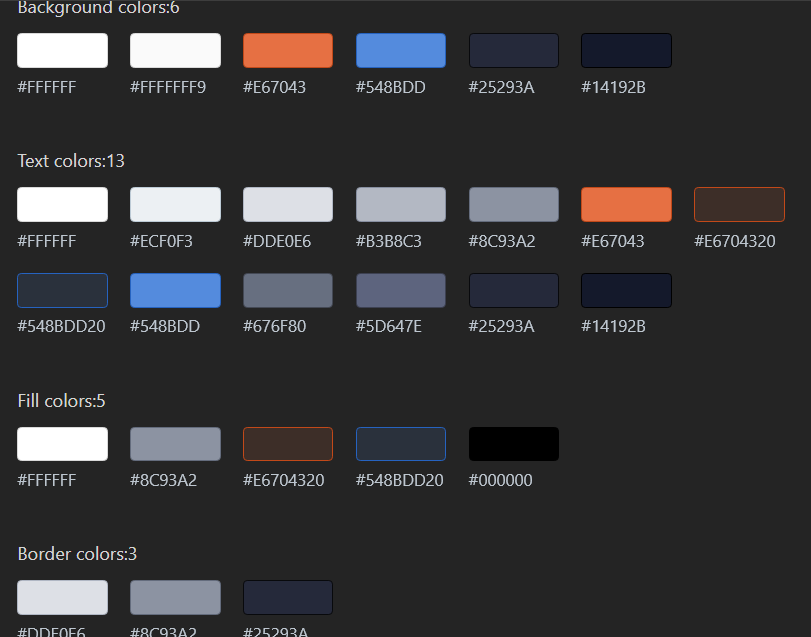 Background colors:6
#FFFFFF #FFFFFFF9 #E67043 #548BDD #25293A #14192B
Text colors:13
#FFFFFF #ECF0F3 #DDE0E6 #B3B8C3 #8C93A2 #E67043 #E6704320
#548BDD20 #548BDD #676F80 #5D647E #25293A #14192B
Fill colors:5
#FFFFFF #8C93A2 #E6704320 #548BDD20 #000000
Border colors:3
#DDE0E6 #8C93A2 #25293A